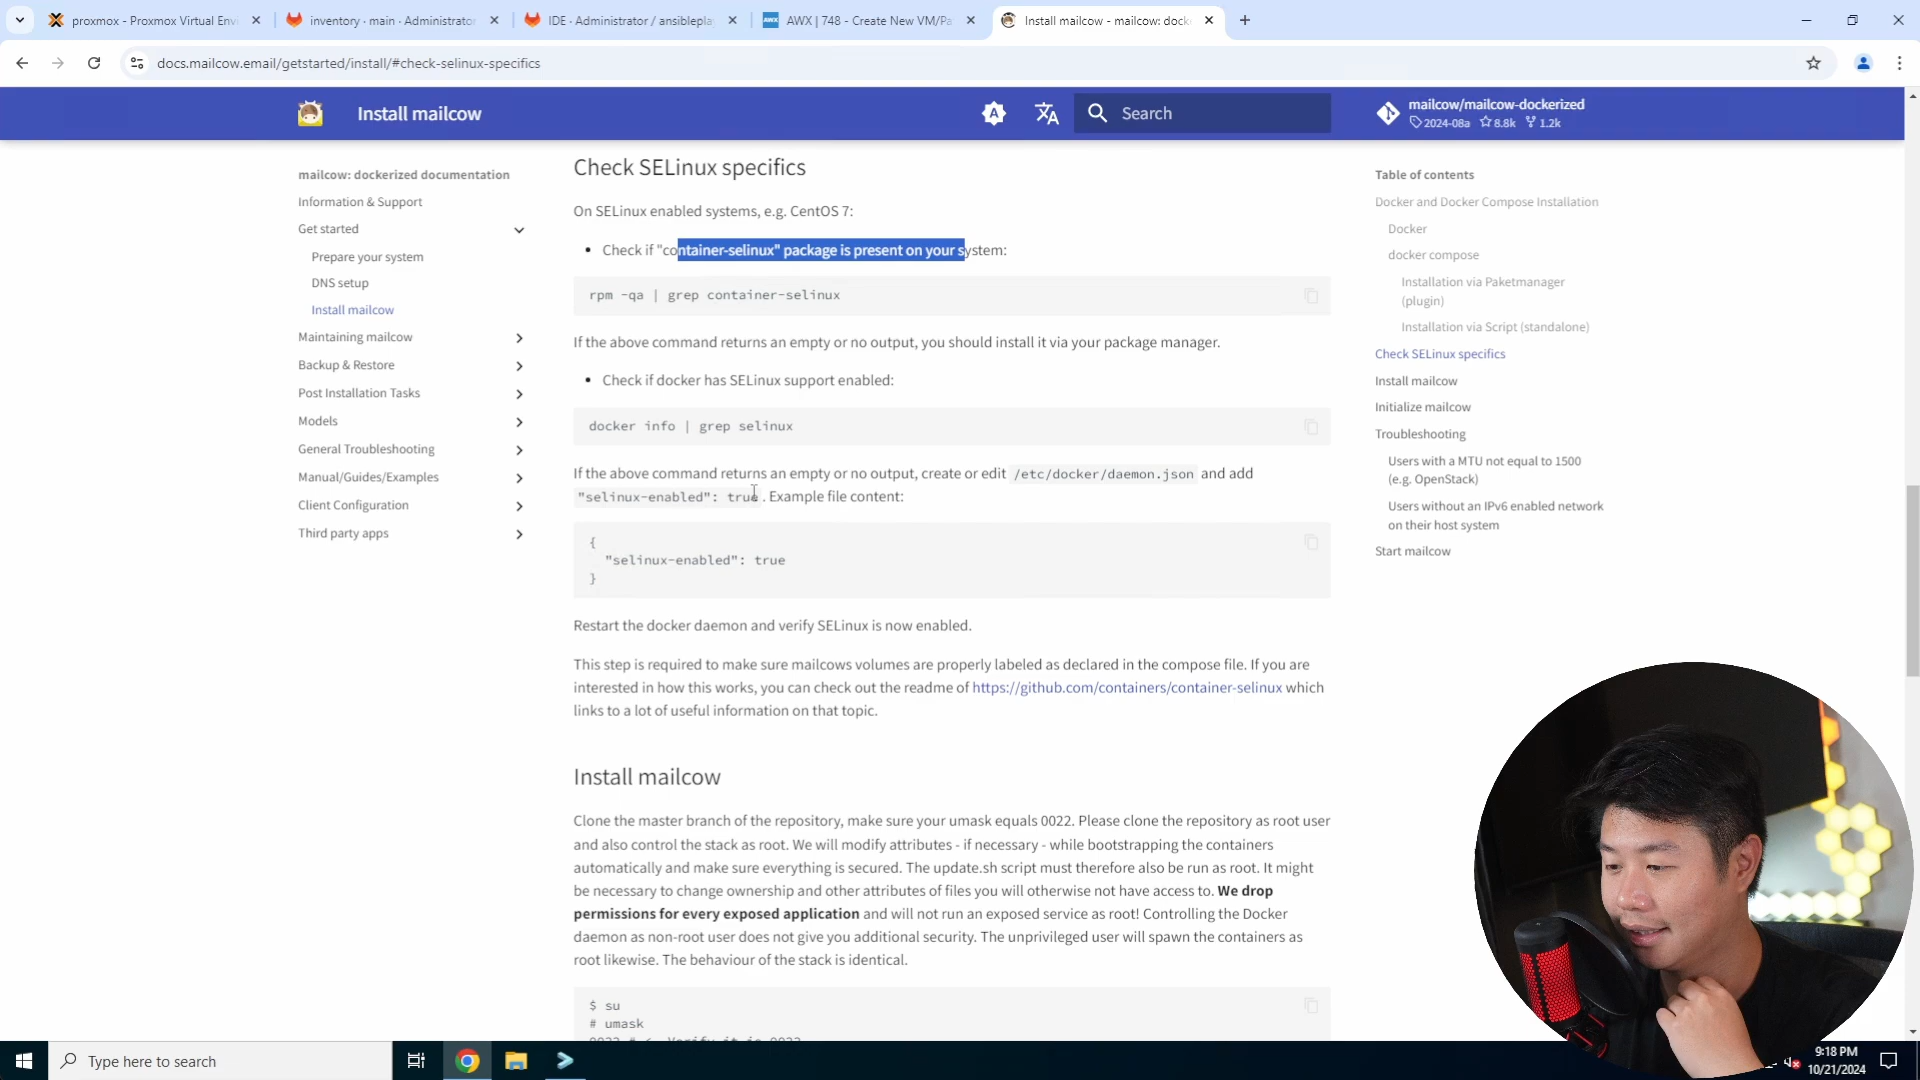 proxmox - Proxmox Virtual Env
inventory · main · Administrator
IDE · Administrator / ansiblepla
AWX | 748 - Create New VM/Pa
Install mailcow - mailcow: docke
docs.mailcow.email/getstarted/install/#check-selinux-specifics
Install mailcow
Search
mailcow/mailcow-dockerized
2024-08a 8.8k 1.2k
mailcow: dockerized documentation
Information & Support
Get started
Prepare your system
DNS setup
Install mailcow
Maintaining mailcow
Backup & Restore
Post Installation Tasks
Models
General Troubleshooting
Manual/Guides/Examples
Client Configuration
Third party apps
Check SELinux specifics
On SELinux enabled systems, e.g. CentOS 7:
• Check if "container-selinux" package is present on your system:
rpm -qa | grep container-selinux
If the above command returns an empty or no output, you should install it via your package manager.
• Check if docker has SELinux support enabled:
docker info | grep selinux
If the above command returns an empty or no output, create or edit /etc/docker/daemon.json and add
"selinux-enabled": true . Example file content:
{
"selinux-enabled": true
}
Restart the docker daemon and verify SELinux is now enabled.
This step is required to make sure mailcows volumes are properly labeled as declared in the compose file. If you are
interested in how this works, you can check out the readme of https://github.com/containers/container-selinux which
links to a lot of useful information on that topic.
Install mailcow
Clone the master branch of the repository, make sure your umask equals 0022. Please clone the repository as root user
and also control the stack as root. We will modify attributes - if necessary - while bootstrapping the containers
automatically and make sure everything is secured. The update.sh script must therefore also be run as root. It might
be necessary to change ownership and other attributes of files you will otherwise not have access to. We drop
permissions for every exposed application and will not run an exposed service as root! Controlling the Docker
daemon as non-root user does not give you additional security. The unprivileged user will spawn the containers as
root likewise. The behaviour of the stack is identical.
$ su
# umask
0022 # <- Verify it is 0022
Table of contents
Docker and Docker Compose Installation
Docker
docker compose
Installation via Paketmanager
(plugin)
Installation via Script (standalone)
Check SELinux specifics
Install mailcow
Initialize mailcow
Troubleshooting
Users with a MTU not equal to 1500
(e.g. OpenStack)
Users without an IPv6 enabled network
on their host system
Start mailcow
Type here to search
9:18 PM
10/21/2024